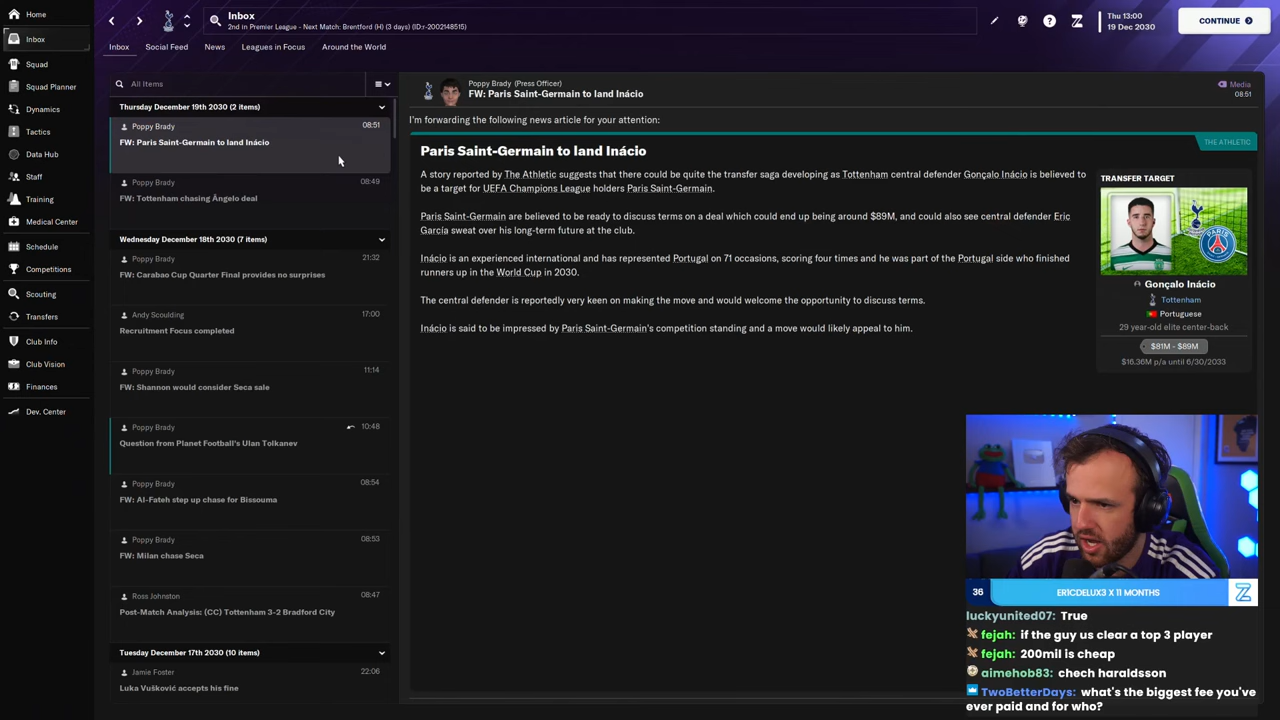 Home
Inbox
Squad
Squad Planner
Dynamics
Tactics
Data Hub
Staff
Training
Medical Center
Schedule
Competitions
Scouting
Transfers
Club Info
Club Vision
Finances
Dev. Center
Inbox
2nd in Premier League - Next Match: Brentford (H) (3 days) (ID:r-2002148515)
Thu 13:00
19 Dec 2030
CONTINUE
Inbox Social Feed News Leagues in Focus Around the World
All Items
Thursday December 19th 2030 (2 items)
Poppy Brady 08:51
FW: Paris Saint-Germain to land Inácio
Poppy Brady 08:49
FW: Tottenham chasing Ângelo deal
Wednesday December 18th 2030 (7 items)
Poppy Brady 21:32
FW: Carabao Cup Quarter Final provides no surprises
Andy Scoulding 17:00
Recruitment Focus completed
Poppy Brady 11:14
FW: Shannon would consider Seca sale
Poppy Brady 10:48
Question from Planet Football's Ulan Tolkanev
Poppy Brady 08:54
FW: Al-Fateh step up chase for Bissouma
Poppy Brady 08:53
FW: Milan chase Seca
Ross Johnston 08:47
Post-Match Analysis: (CC) Tottenham 3-2 Bradford City
Tuesday December 17th 2030 (10 items)
Jamie Foster 22:06
Luka Vušković accepts his fine
Poppy Brady (Press Officer)
FW: Paris Saint-Germain to land Inácio
Media
08:51
I'm forwarding the following news article for your attention:
THE ATHLETIC
Paris Saint-Germain to land Inácio
A story reported by The Athletic suggests that there could be quite the transfer saga developing as Tottenham central defender Gonçalo Inácio is believed to
be a target for UEFA Champions League holders Paris Saint-Germain.
Paris Saint-Germain are believed to be ready to discuss terms on a deal which could end up being around $89M, and could also see central defender Eric
García sweat over his long-term future at the club.
Inácio is an experienced international and has represented Portugal on 71 occasions, scoring four times and he was part of the Portugal side who finished
runners up in the World Cup in 2030.
The central defender is reportedly very keen on making the move and would welcome the opportunity to discuss terms.
Inácio is said to be impressed by Paris Saint-Germain's competition standing and a move would likely appeal to him.
TRANSFER TARGET
Gonçalo Inácio
Tottenham
Portuguese
29 year-old elite center-back
$81M - $89M
$16.36M p/a until 6/30/2033
36 ERICDELUX3 X 11 MONTHS
luckyunited07: True
fejah: if the guy us clear a top 3 player
fejah: 200mil is cheap
aimehob83: chech haraldsson
TwoBetterDays: what's the biggest fee you've
ever paid and for who?